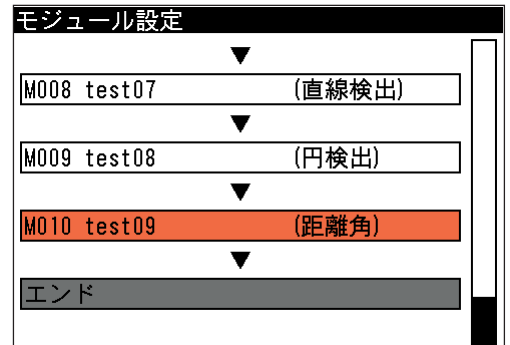 モジュール設定
▼
M008 test07 (直線検出)
▼
M009 test08 (円検出)
▼
M010 test09 (距離角)
▼
エンド